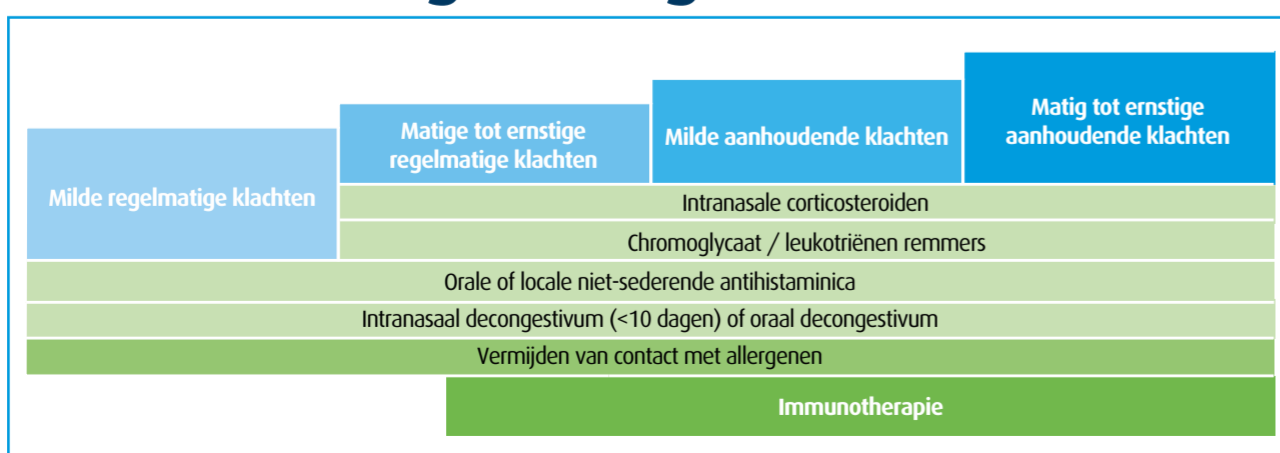 Matig tot ernstige
aanhoudende klachten
Milde aanhoudende klachten
Matige tot ernstige
regelmatige klachten
Milde regelmatige klachten
Intranasale corticosteroiden
Chromoglycaat / leukotriënen remmers
Orale of locale niet-sederende antihistaminica
Intranasaal decongestivum (<10 dagen) of oraal decongestivum
Vermijden van contact met allergenen
Immunotherapie